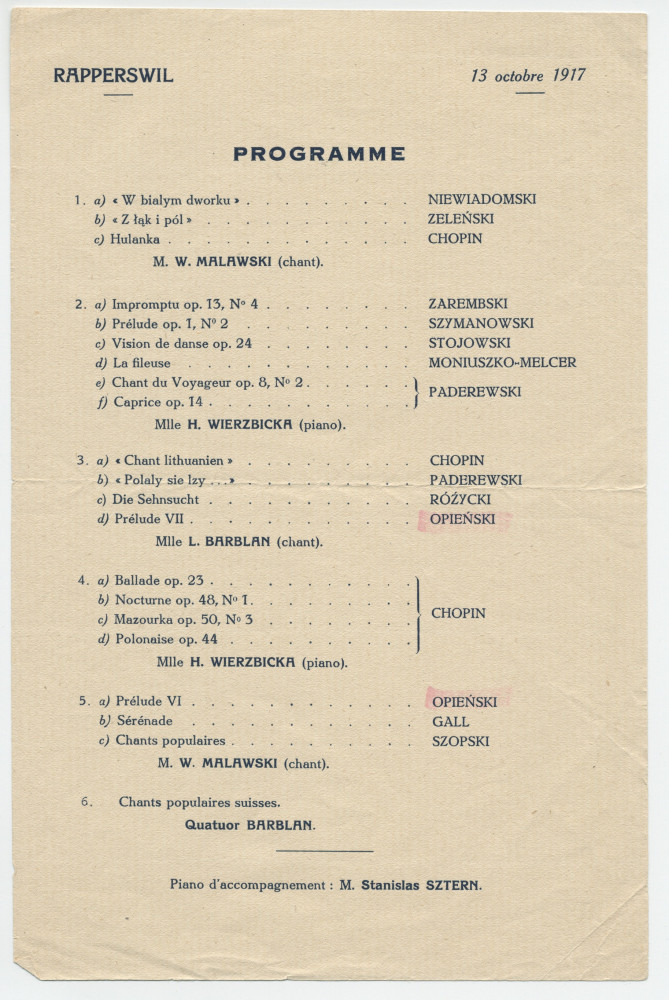 RAPPERSWIL 13 octobre 1917
PROGRAMME
1. a) « W bialym dworku » . . . . . . . . . NIEWIADOMSKI
b) « Z łąk i pól » . . . . . . . . . . . ZELEŃSKI
c) Hulanka . . . . . . . . . . . . . CHOPIN
M. W. MALAWSKI (chant).
2. a) Impromptu op. 13, No 4 . . . . . . . . ZAREMBSKI
b) Prélude op. 1, No 2 . . . . . . . . . SZYMANOWSKI
c) Vision de danse op. 24 . . . . . . . . STOJOWSKI
d) La fileuse . . . . . . . . . . . . MONIUSZKO-MELCER
e) Chant du Voyageur op. 8, No 2 . . . . . .
f) Caprice op. 14 . . . . . . . . . . . PADEREWSKI
Mlle H. WIERZBICKA (piano).
3. a) « Chant lithuanien » . . . . . . . . . CHOPIN
b) « Polaly sie lzy . . . » . . . . . . . . . PADEREWSKI
c) Die Sehnsucht . . . . . . . . . . . RÓŹYCKI
d) Prélude VII . . . . . . . . . . . . OPIEŃSKI
Mlle L. BARBLAN (chant).
4. a) Ballade op. 23 . . . . . . . . . . .
b) Nocturne op. 48, No 1 . . . . . . . . .
c) Mazourka op. 50, No 3 . . . . . . . . CHOPIN
d) Polonaise op. 44 . . . . . . . . . .
Mlle H. WIERZBICKA (piano).
5. a) Prélude VI . . . . . . . . . . . . OPIEŃSKI
b) Sérénade . . . . . . . . . . . . GALL
c) Chants populaires . . . . . . . . . . SZOPSKI
M. W. MALAWSKI (chant).
6. Chants populaires suisses.
Quatuor BARBLAN.
Piano d'accompagnement : M. Stanislas SZTERN.